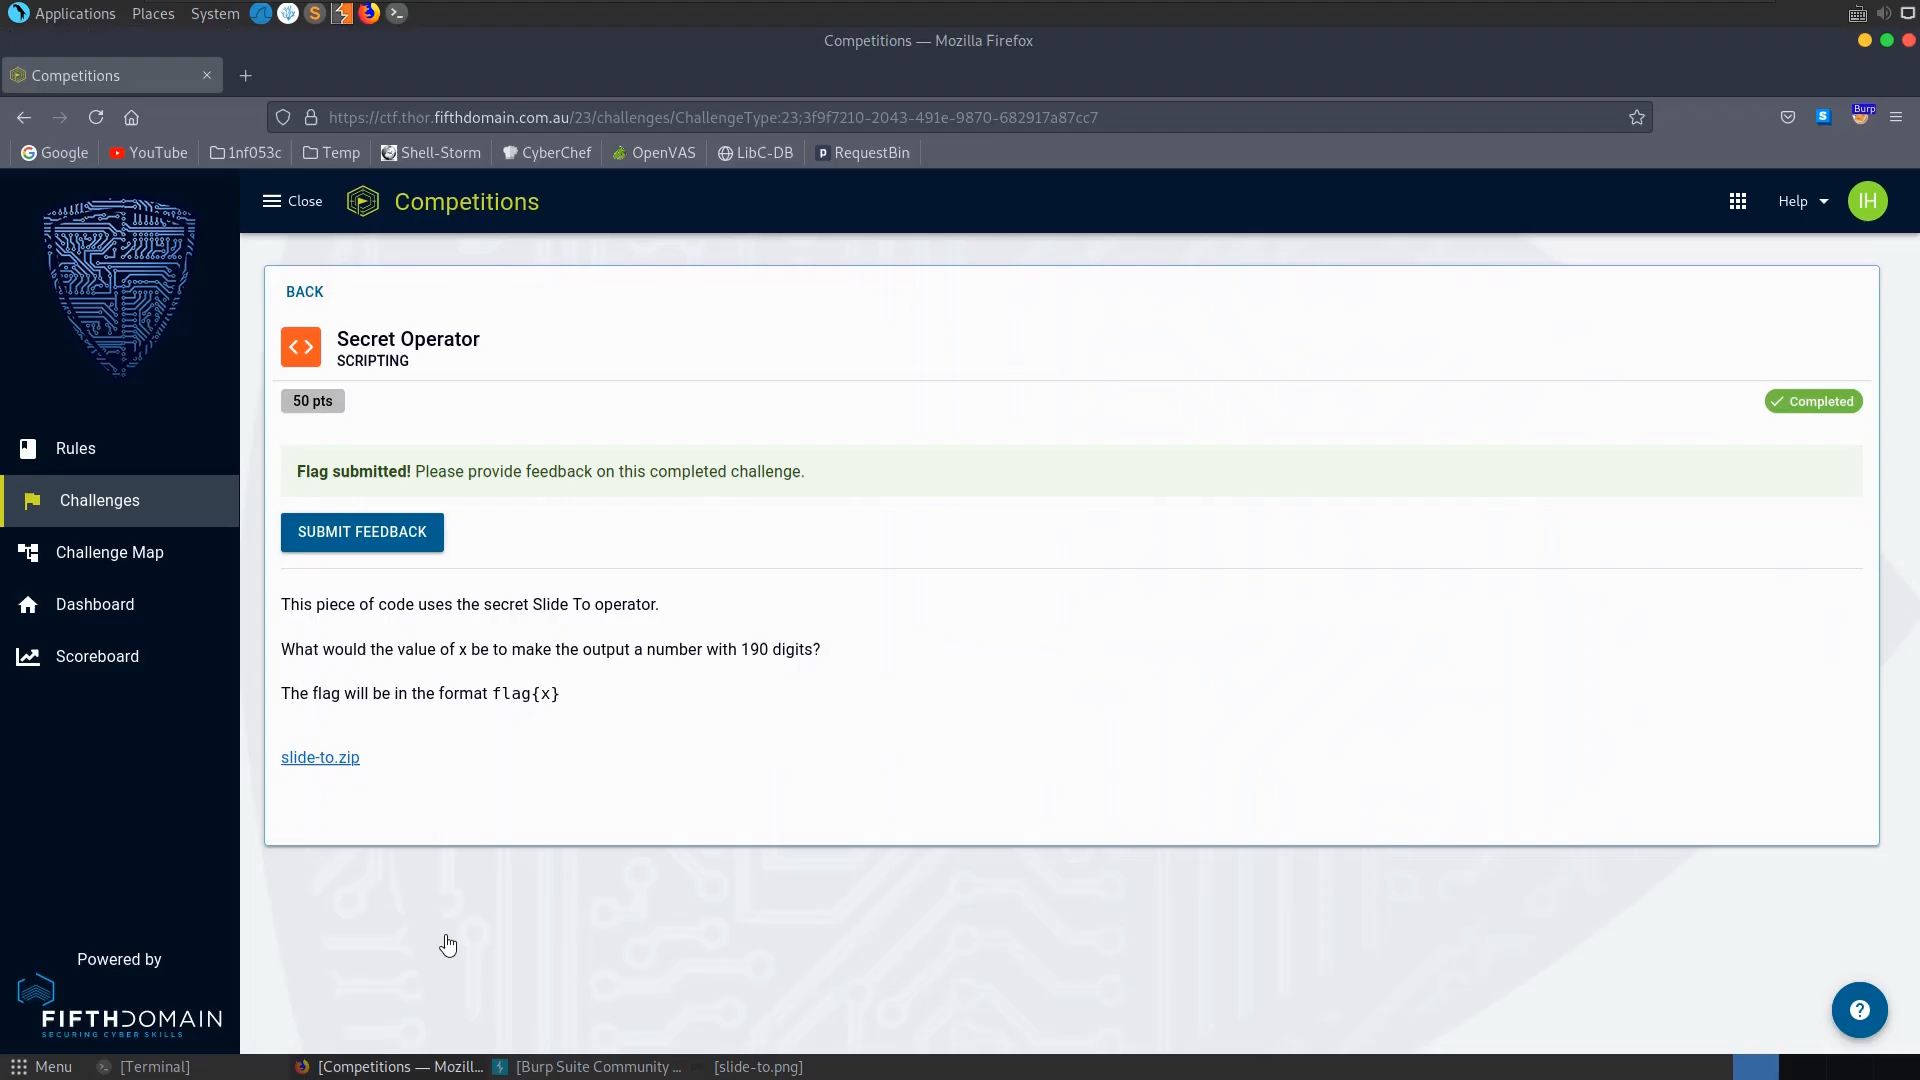 Applications Places System
Competitions — Mozilla Firefox
Competitions
https://ctf.thor.fifthdomain.com.au/23/challenges/ChallengeType:23;3f9f7210-2043-491e-9870-682917a87cc7
S
Burp
Google YouTube 1nf053c Temp Shell-Storm CyberChef OpenVAS LibC-DB p RequestBin
Close Competitions Help IH
BACK
Secret Operator
SCRIPTING
50 pts Completed
Flag submitted! Please provide feedback on this completed challenge.
SUBMIT FEEDBACK
This piece of code uses the secret Slide To operator.
What would the value of x be to make the output a number with 190 digits?
The flag will be in the format flag{x}
slide-to.zip
Rules
Challenges
Challenge Map
Dashboard
Scoreboard
Powered by
FIFTHDOMAIN
SECURING CYBER SKILLS
Menu [Terminal] [Competitions — Mozill... [Burp Suite Community ... [slide-to.png]